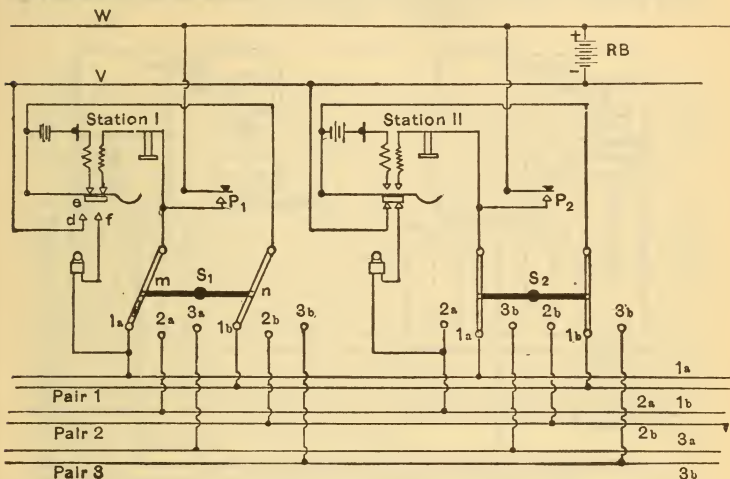 W
+
RB
-
V
Station I
Station II
e
d f
P₁
P₂
m
S₁
n
S₂
1a 2a 3a 1b 2b 3b
2a 1a 3b 2b 1b 3b
1a
Pair 1
2a 1b
Pair 2
2b 3a
Pair 3
3b